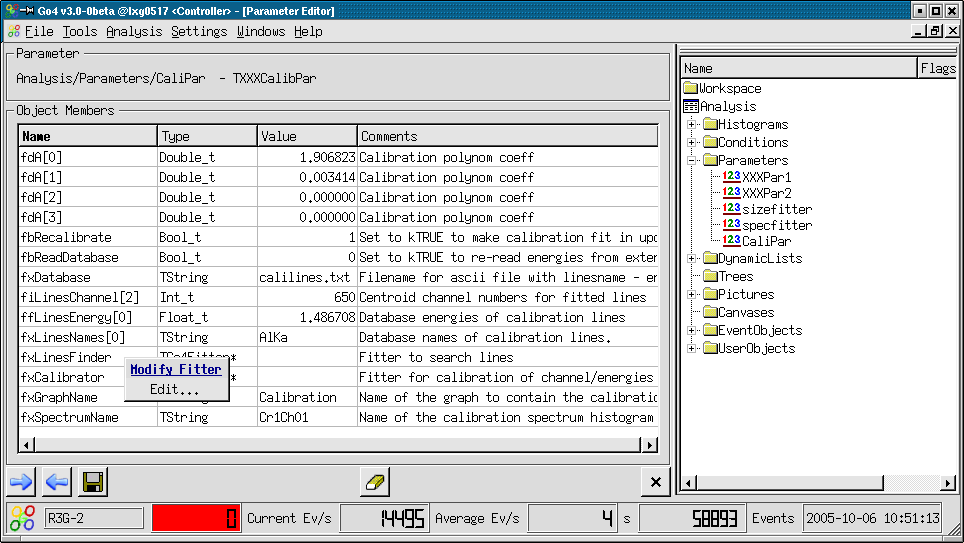 Go4 v3.0-0beta @lxg0517 <Controller> - [Parameter Editor]
File Tools Analysis Settings Windows Help
Parameter
Analysis/Parameters/CaliPar - TXXXCalibPar
Object Members
Name Type Value Comments
fdA[0] Double_t 1.906823 Calibration polynom coeff
fdA[1] Double_t 0.003414 Calibration polynom coeff
fdA[2] Double_t 0.000000 Calibration polynom coeff
fdA[3] Double_t 0.000000 Calibration polynom coeff
fbRecalibrate Bool_t 1 Set to kTRUE to make calibration fit in upd
fbReadDatabase Bool_t 0 Set to kTRUE to re-read energies from exter
fxDatabase TString calilines.txt Filename for ascii file with linesname - en
fiLinesChannel[2] Int_t 650 Centroid channel numbers for fitted lines
ffLinesEnergy[0] Float_t 1.486708 Database energies of calibration lines
fxLinesNames[0] TString AlKa Database names of calibration lines.
fxLinesFinder TGo4Fitter* Fitter to search lines
fxCalibrator * Fitter for calibration of channel/energies
fxGraphName Calibration Name of the graph to contain the calibratio
fxSpectrumName TString Cr1Ch01 Name of the calibration spectrum histogram
Modify Fitter
Edit...
Name Flags
Workspace
Analysis
Histograms
Conditions
Parameters
123 XXXPar1
123 XXXPar2
123 sizefitter
123 specfitter
123 CaliPar
DynamicLists
Trees
Pictures
Canvases
EventObjects
UserObjects
R3G-2 0 Current Ev/s 14495 Average Ev/s 4 s 58893 Events 2005-10-06 10:51:13